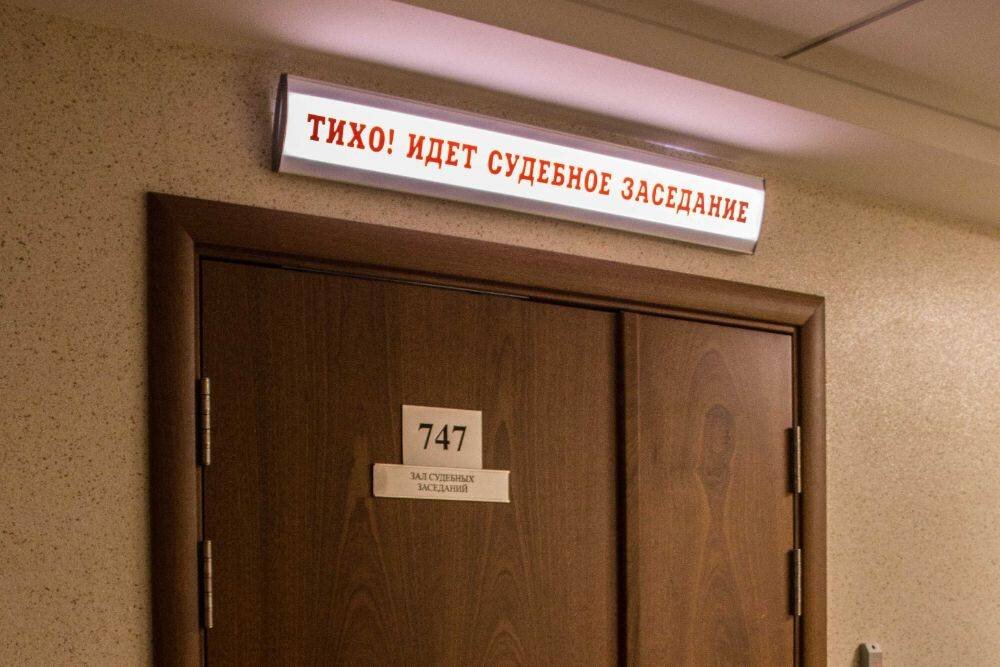 ТИХО! ИДЕТ СУДЕБНОЕ ЗАСЕДАНИЕ
747
ЗАЛ СУДЕБНЫХ
ЗАСЕДАНИЙ